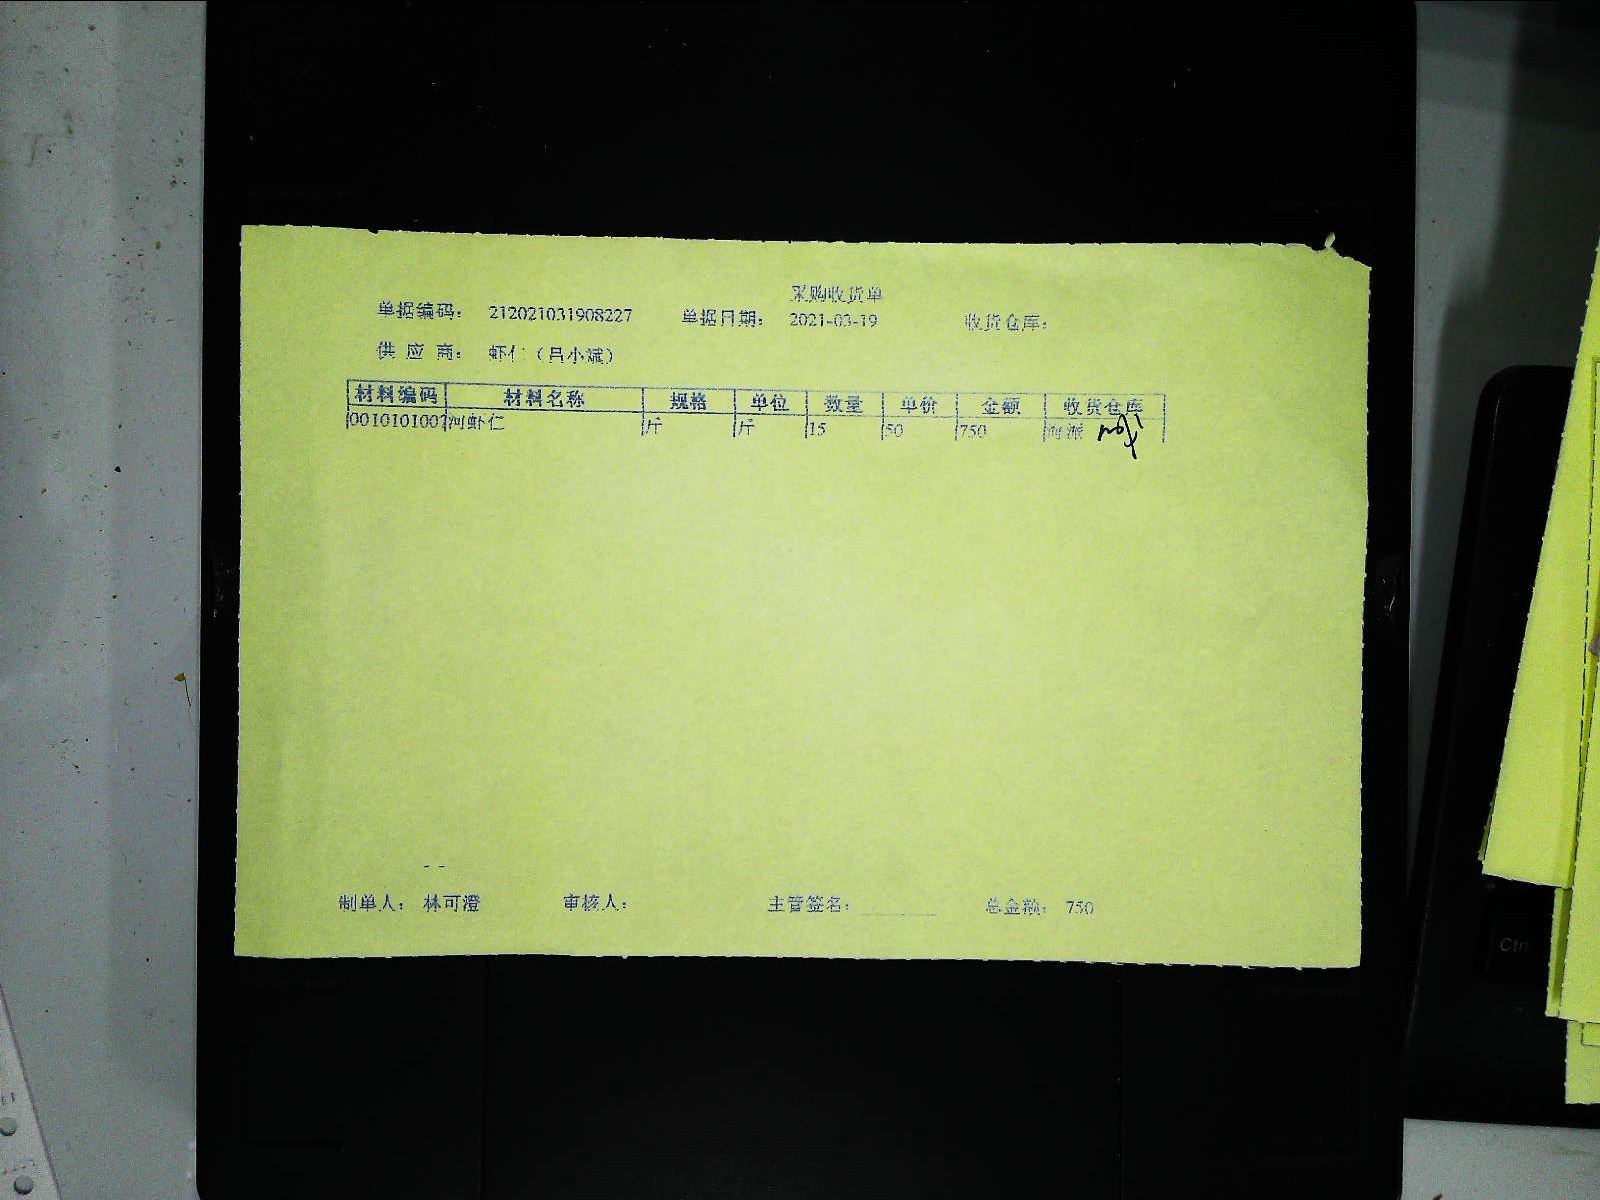 采购收货单
单据编码： 212021031908227 单据日期： 2021-03-19 收货仓库：
供 应 商： 虾仁（吕小斌）
材料编码 材料名称 规格 单位 数量 单价 金额 收货仓库
0010101007 河虾仁 斤 斤 15 50 750 海派
制单人： 林可澄 审核人： 主管签名： 总金额： 750
Ctrl